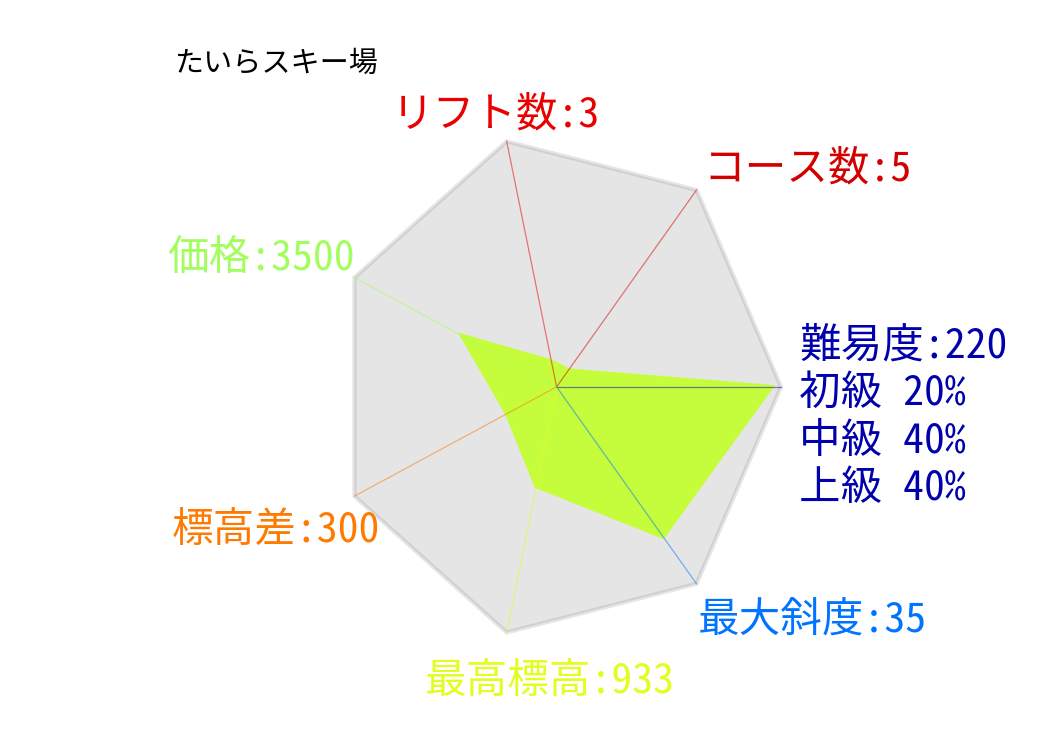 たいらスキー場
リフト数:3
コース数:5
価格:3500
難易度:220
初級 20%
中級 40%
上級 40%
標高差:300
最大斜度:35
最高標高:933